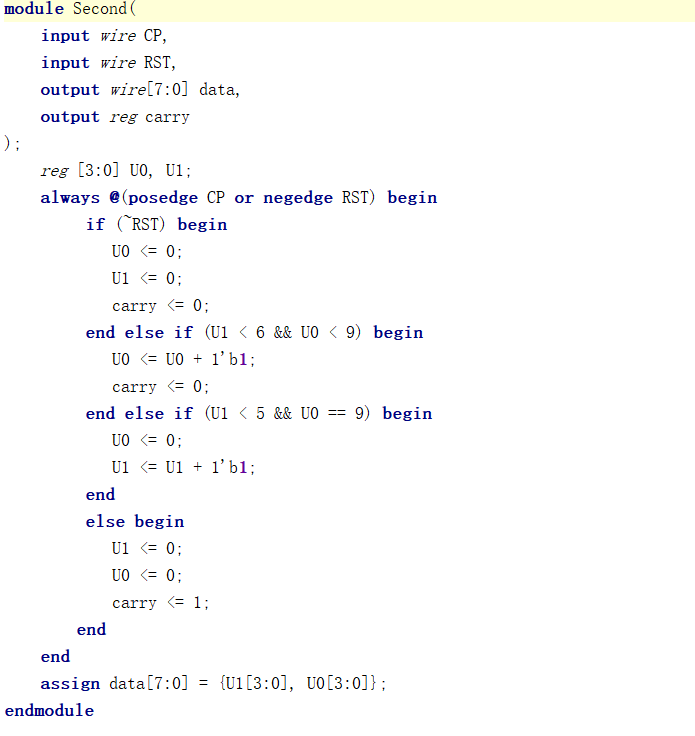 module Second(
input wire CP,
input wire RST,
output wire[7:0] data,
output reg carry
);
reg [3:0] U0, U1;
always @(posedge CP or negedge RST) begin
if (~RST) begin
U0 <= 0;
U1 <= 0;
carry <= 0;
end else if (U1 < 6 && U0 < 9) begin
U0 <= U0 + 1'b1;
carry <= 0;
end else if (U1 < 5 && U0 == 9) begin
U0 <= 0;
U1 <= U1 + 1'b1;
end
else begin
U1 <= 0;
U0 <= 0;
carry <= 1;
end
end
assign data[7:0] = {U1[3:0], U0[3:0]};
endmodule